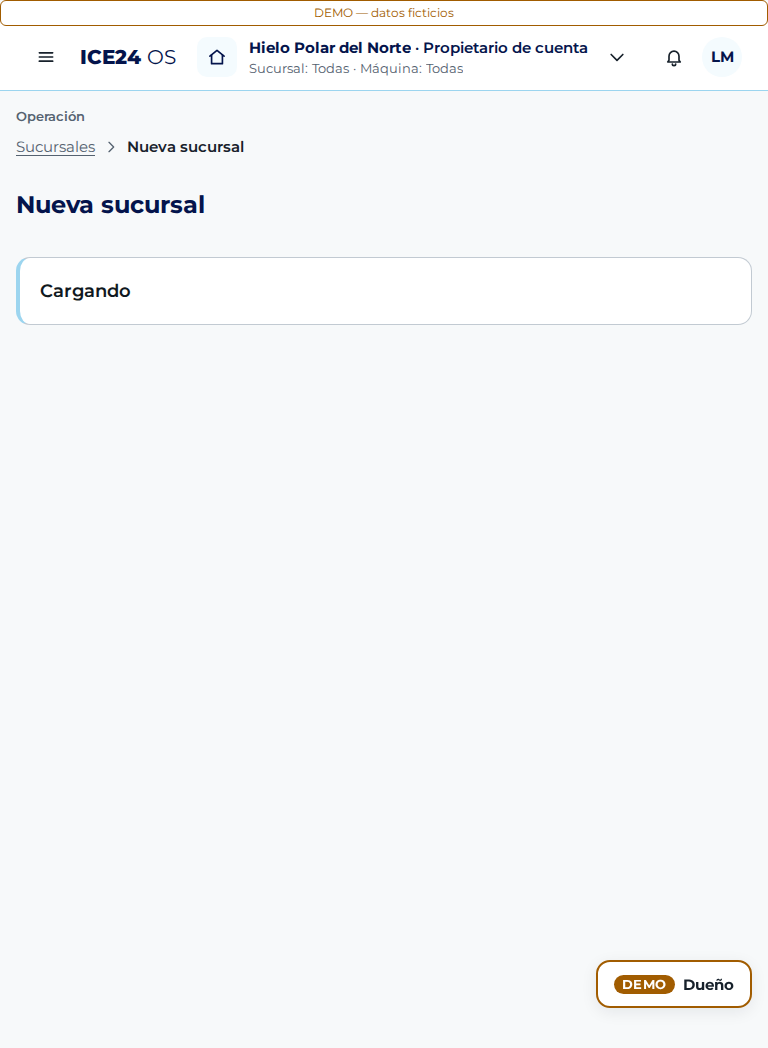 DEMO — datos ficticios
ICE24 OS
Hielo Polar del Norte · Propietario de cuenta
Sucursal: Todas · Máquina: Todas
LM
Operación
Sucursales > Nueva sucursal
Nueva sucursal
Cargando
DEMO Dueño